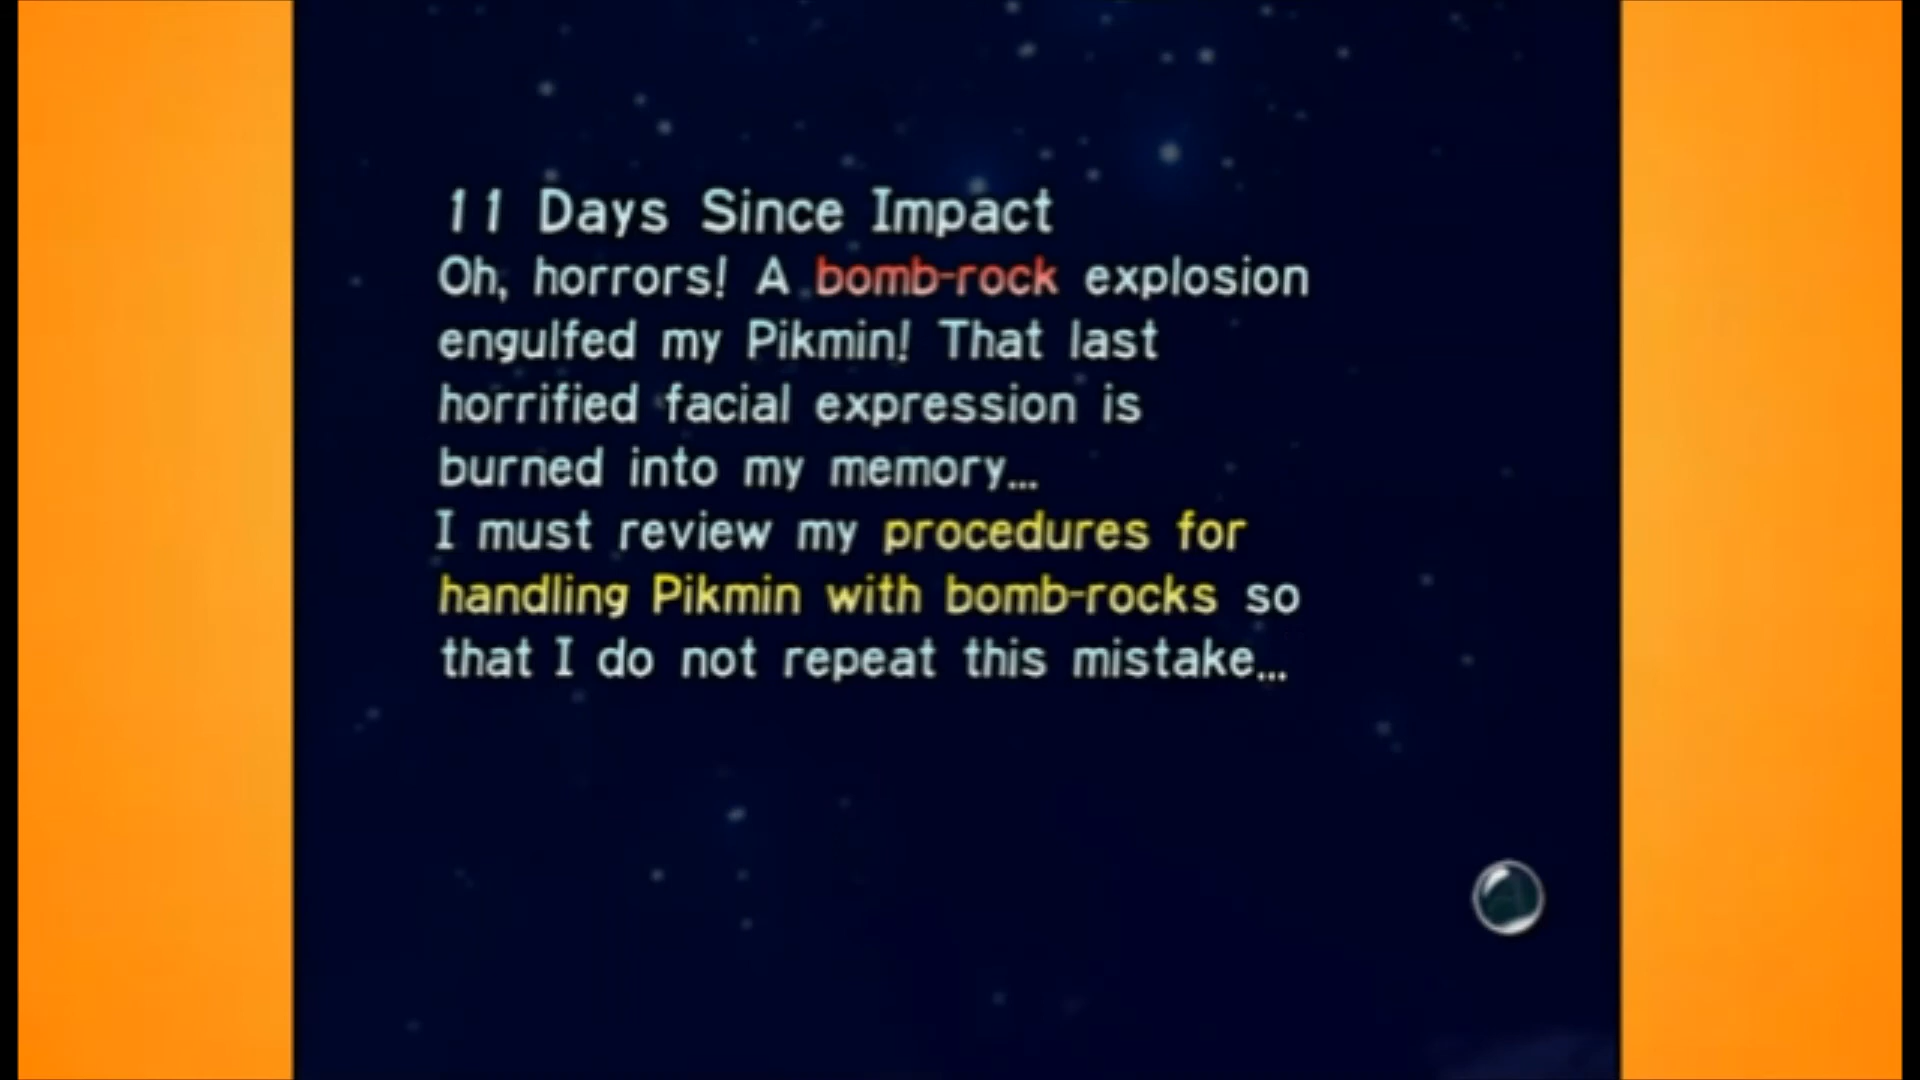 11 Days Since Impact
Oh, horrors! A bomb-rock explosion
engulfed my Pikmin! That last
horrified facial expression is
burned into my memory...
I must review my procedures for
handling Pikmin with bomb-rocks so
that I do not repeat this mistake...